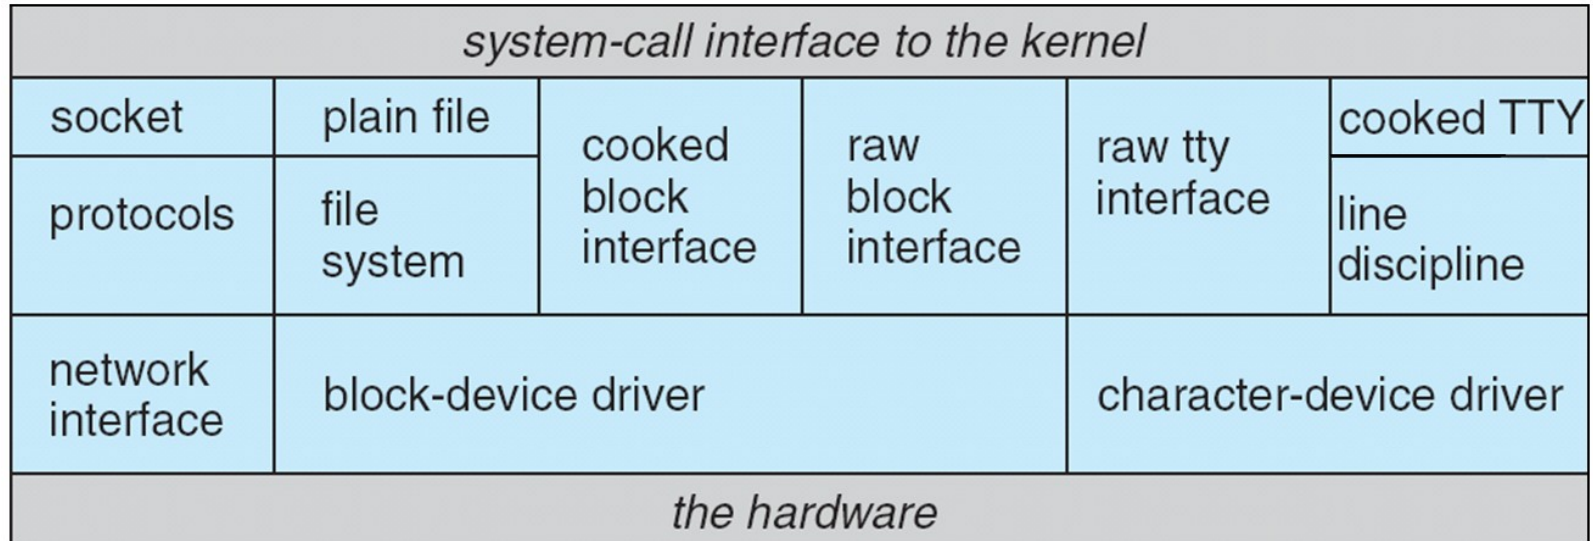 system-call interface to the kernel
socket
plain file
cooked
block
interface
raw
block
interface
raw tty
interface
cooked TTY
protocols
file
system
line
discipline
network
interface
block-device driver
character-device driver
the hardware